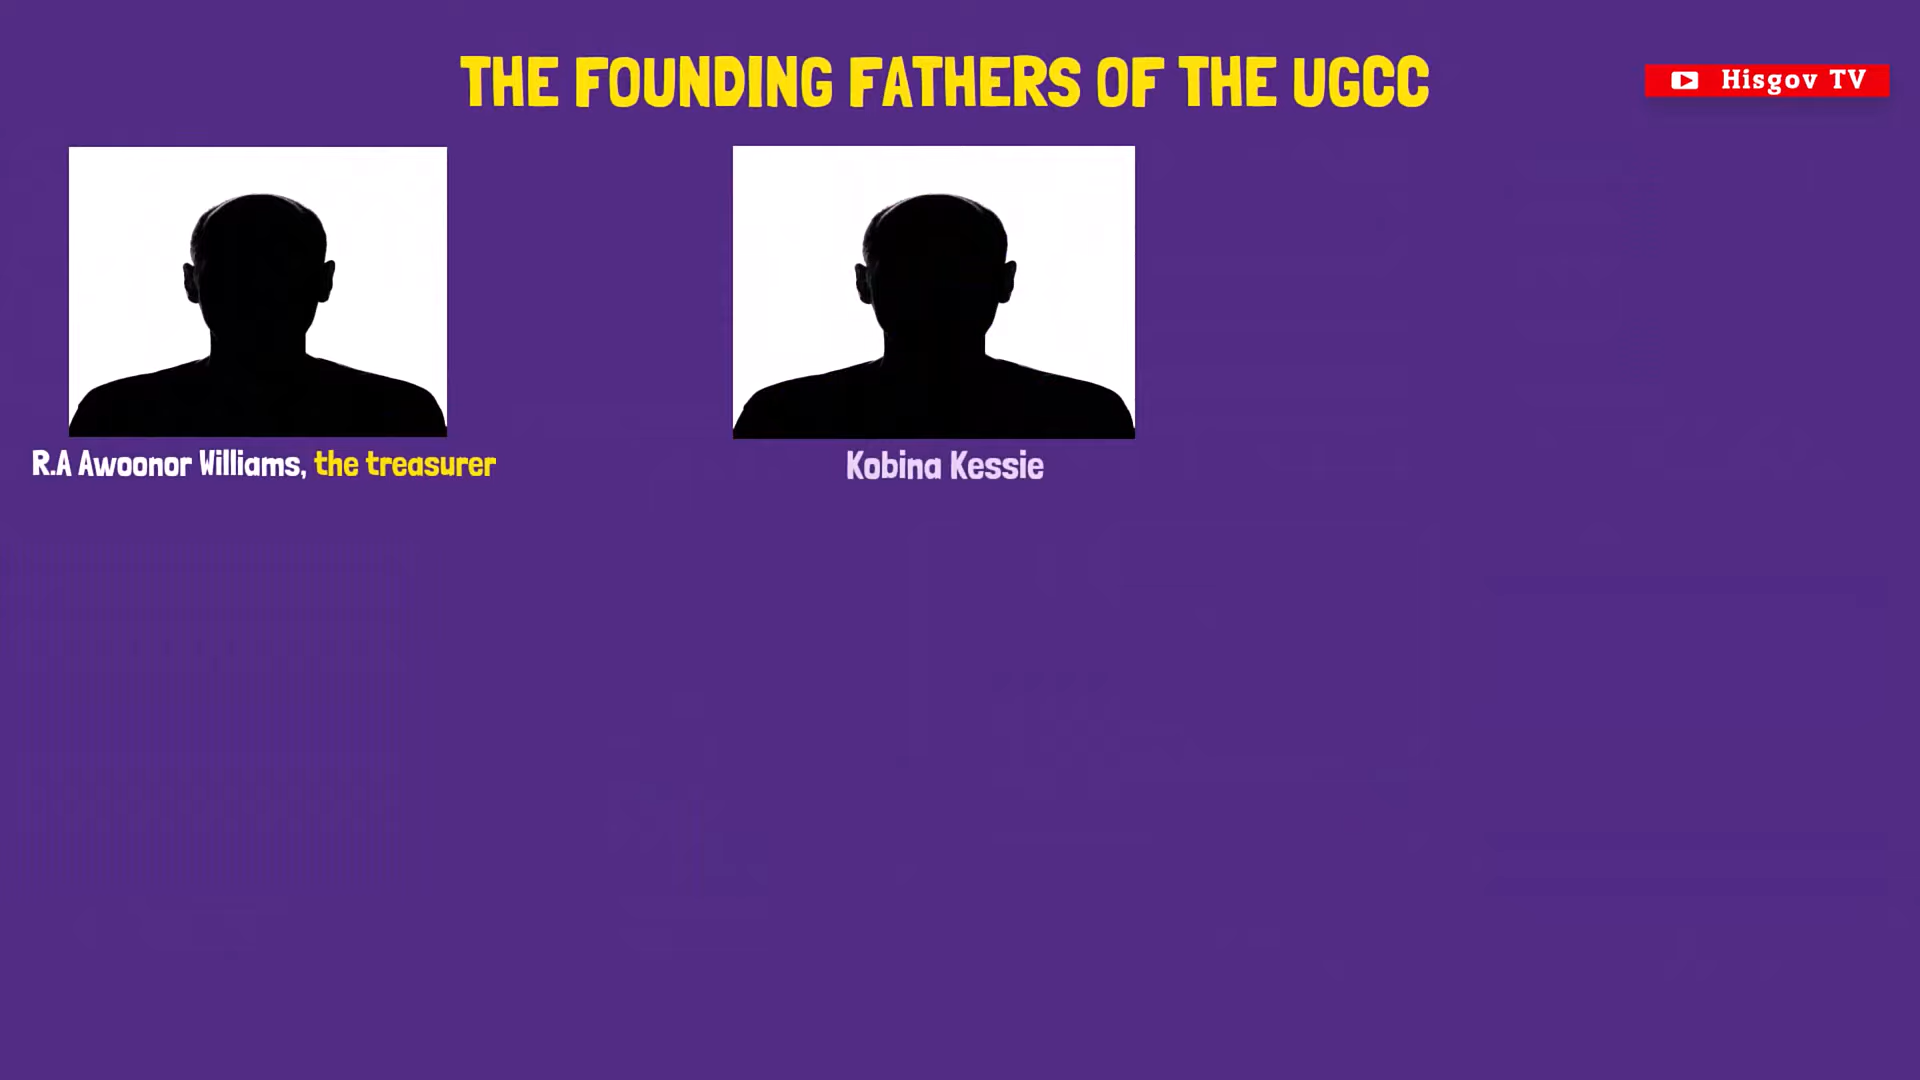 THE FOUNDING FATHERS OF THE UGCC
Hisgov TV
R.A Awoonor Williams, the treasurer
Kobina Kessie